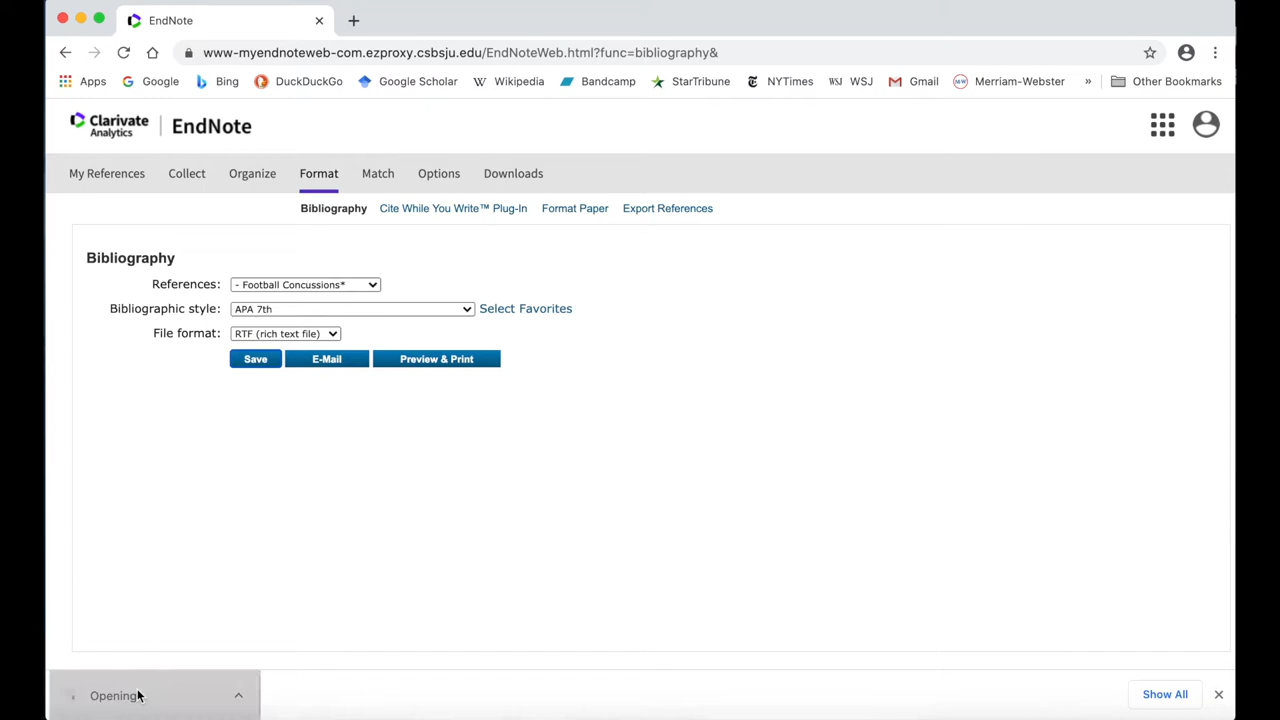 EndNote
www-myendnoteweb-com.ezproxy.csbsju.edu/EndNoteWeb.html?func=bibliography&
Apps Google Bing DuckDuckGo Google Scholar Wikipedia Bandcamp StarTribune NYTimes WSJ WSJ Gmail M-W Merriam-Webster » Other Bookmarks
Clarivate Analytics | EndNote
My References Collect Organize Format Match Options Downloads
Bibliography Cite While You Write™ Plug-In Format Paper Export References
Bibliography
References: - Football Concussions*
Bibliographic style: APA 7th Select Favorites
File format: RTF (rich text file)
Save E-Mail Preview & Print
Opening Show All